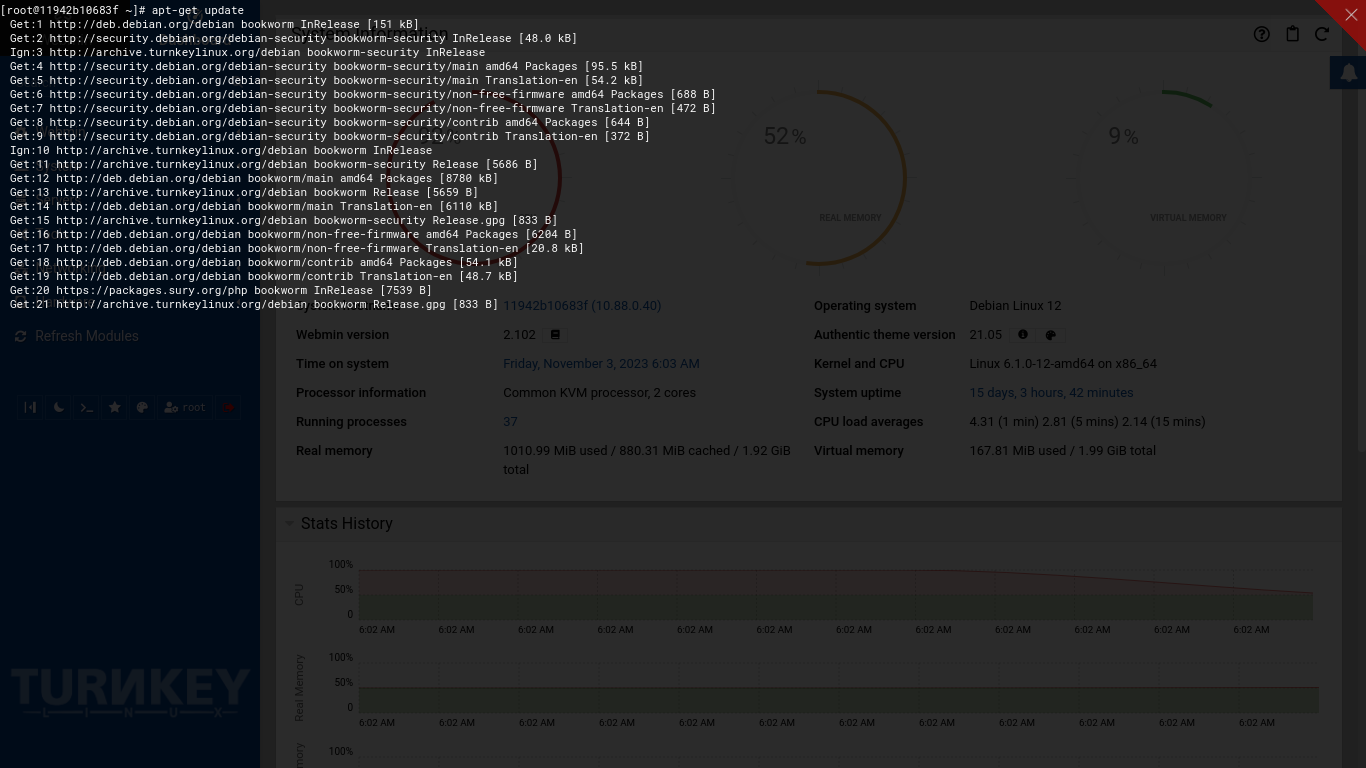 [root@11942b10683f ~]# apt-get update
Get:1 http://deb.debian.org/debian bookworm InRelease [151 kB]
Get:2 http://security.debian.org/debian-security bookworm-security InRelease [48.0 kB]
Ign:3 http://archive.turnkeylinux.org/debian bookworm-security InRelease
Get:4 http://security.debian.org/debian-security bookworm-security/main amd64 Packages [95.5 kB]
Get:5 http://security.debian.org/debian-security bookworm-security/main Translation-en [54.2 kB]
Get:6 http://security.debian.org/debian-security bookworm-security/non-free-firmware amd64 Packages [688 B]
Get:7 http://security.debian.org/debian-security bookworm-security/non-free-firmware Translation-en [472 B]
Get:8 http://security.debian.org/debian-security bookworm-security/contrib amd64 Packages [644 B]
Get:9 http://security.debian.org/debian-security bookworm-security/contrib Translation-en [372 B]
Ign:10 http://archive.turnkeylinux.org/debian bookworm InRelease
Get:11 http://archive.turnkeylinux.org/debian bookworm-security Release [5686 B]
Get:12 http://deb.debian.org/debian bookworm/main amd64 Packages [8780 kB]
Get:13 http://archive.turnkeylinux.org/debian bookworm Release [5659 B]
Get:14 http://deb.debian.org/debian bookworm/main Translation-en [6110 kB]
Get:15 http://archive.turnkeylinux.org/debian bookworm-security Release.gpg [833 B]
Get:16 http://deb.debian.org/debian bookworm/non-free-firmware amd64 Packages [6204 B]
Get:17 http://deb.debian.org/debian bookworm/non-free-firmware Translation-en [20.8 kB]
Get:18 http://deb.debian.org/debian bookworm/contrib amd64 Packages [54.1 kB]
Get:19 http://deb.debian.org/debian bookworm/contrib Translation-en [48.7 kB]
Get:20 https://packages.sury.org/php bookworm InRelease [7539 B]
Get:21 http://archive.turnkeylinux.org/debian bookworm Release.gpg [833 B]
System Information
52%
REAL MEMORY
9%
VIRTUAL MEMORY
Refresh Modules
root
11942b10683f (10.88.0.40)
Operating system Debian Linux 12
Webmin version 2.102
Authentic theme version 21.05
Time on system Friday, November 3, 2023 6:03 AM
Kernel and CPU Linux 6.1.0-12-amd64 on x86_64
Processor information Common KVM processor, 2 cores
System uptime 15 days, 3 hours, 42 minutes
Running processes 37
CPU load averages 4.31 (1 min) 2.81 (5 mins) 2.14 (15 mins)
Real memory 1010.99 MiB used / 880.31 MiB cached / 1.92 GiB
total
Virtual memory 167.81 MiB used / 1.99 GiB total
Stats History
CPU
100%
50%
0
6:02 AM 6:02 AM 6:02 AM 6:02 AM 6:02 AM 6:02 AM 6:02 AM 6:02 AM 6:02 AM 6:02 AM 6:02 AM 6:02 AM
Real Memory
100%
50%
0
6:02 AM 6:02 AM 6:02 AM 6:02 AM 6:02 AM 6:02 AM 6:02 AM 6:02 AM 6:02 AM 6:02 AM 6:02 AM 6:02 AM
100%
TURNKEY
LINUX